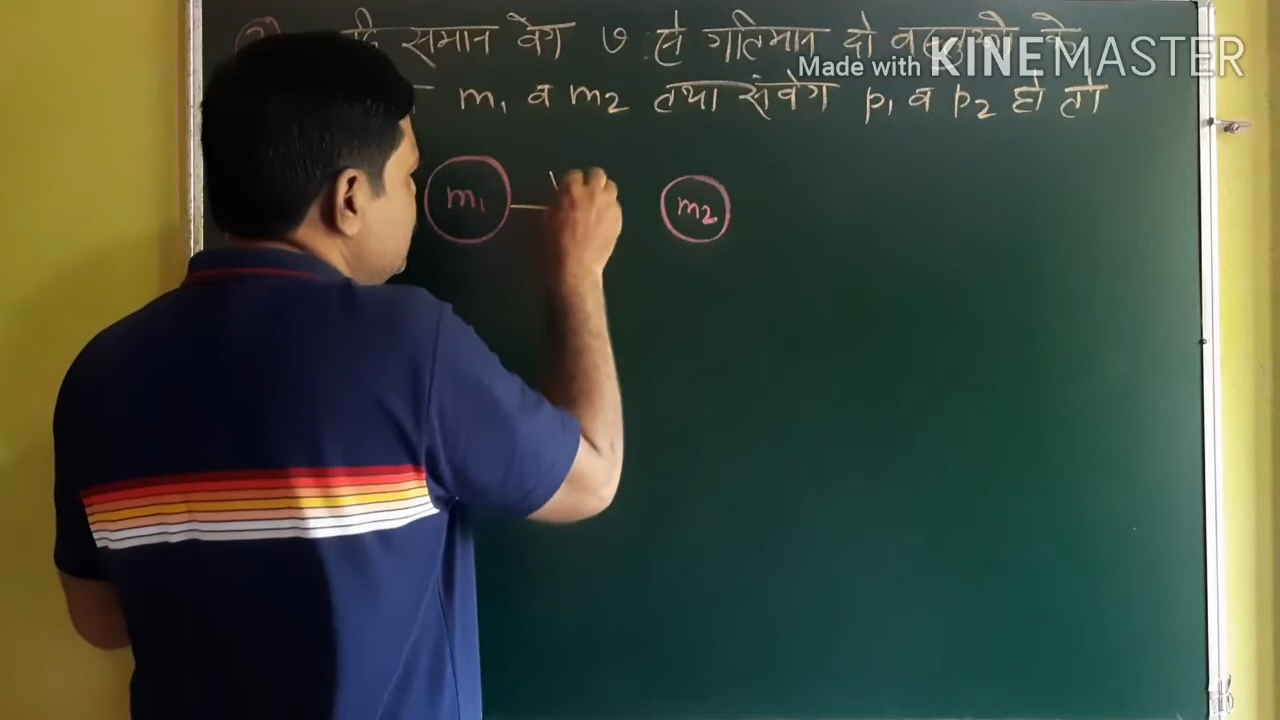 समान वेग v से गतिमान दो वस्तुओं के
Made with KINEMASTER
m₁ व m₂ तथा संवेग p₁ व p₂ हो तो
m₁
m₂